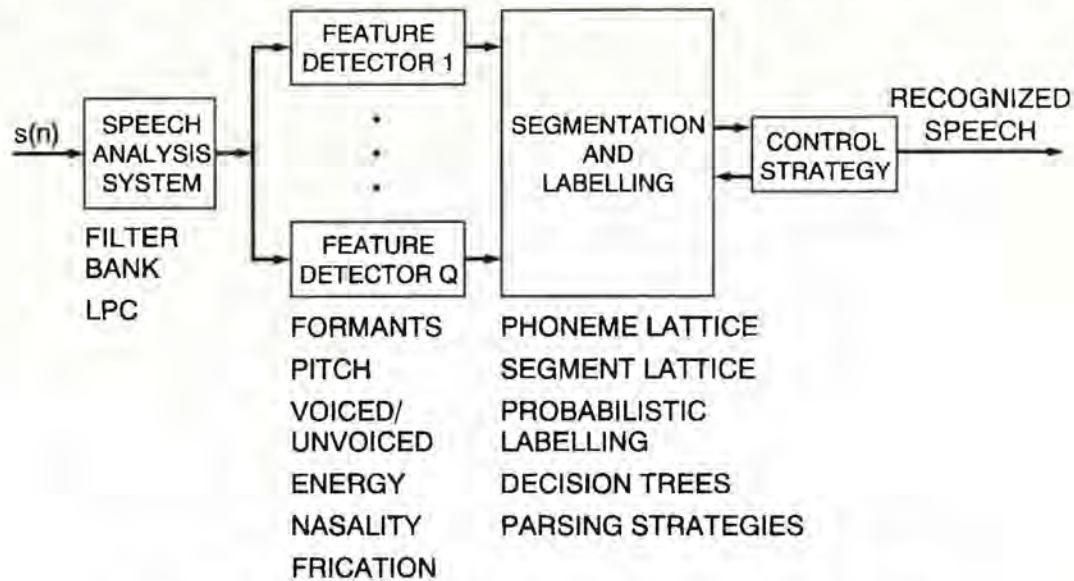 s(n)
SPEECH
ANALYSIS
SYSTEM
FILTER
BANK
LPC
FEATURE
DETECTOR 1
FEATURE
DETECTOR Q
FORMANTS
PITCH
VOICED/
UNVOICED
ENERGY
NASALITY
FRICATION
SEGMENTATION
AND
LABELLING
PHONEME LATTICE
SEGMENT LATTICE
PROBABILISTIC
LABELLING
DECISION TREES
PARSING STRATEGIES
CONTROL
STRATEGY
RECOGNIZED
SPEECH